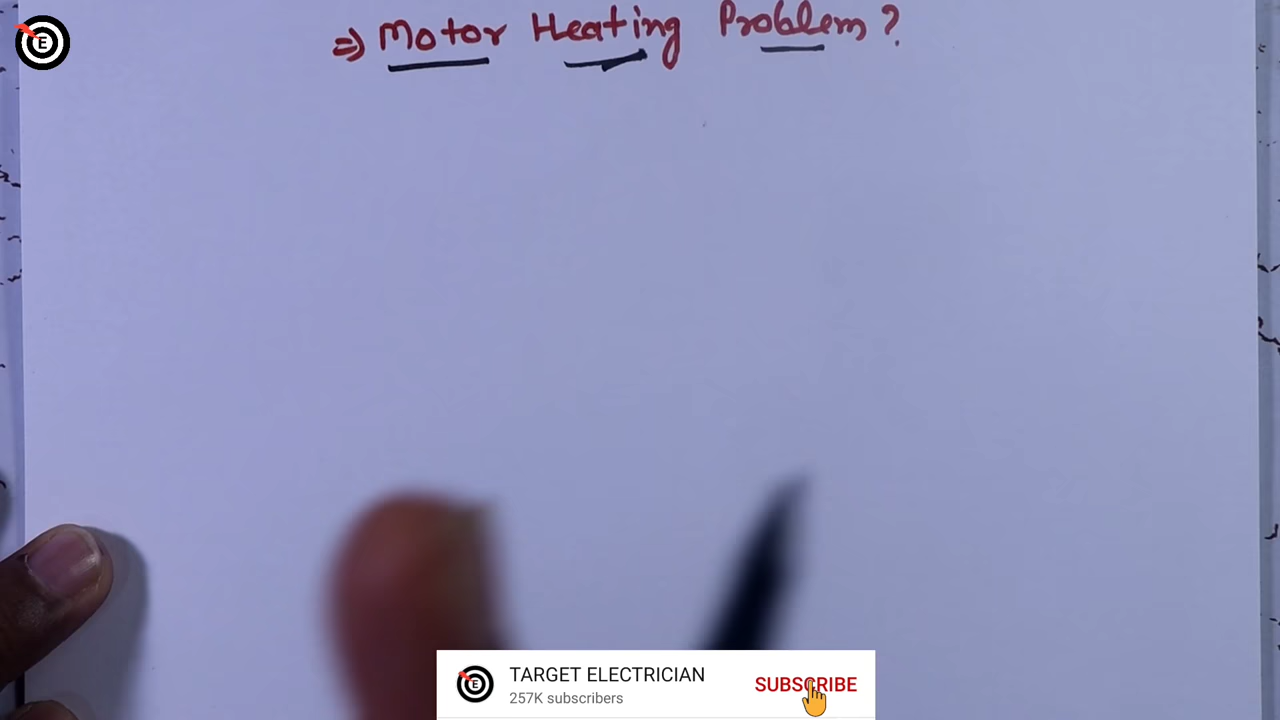 ⇒ Motor Heating Problem ?
E
E
TARGET ELECTRICIAN
257K subscribers
SUBSCRIBE